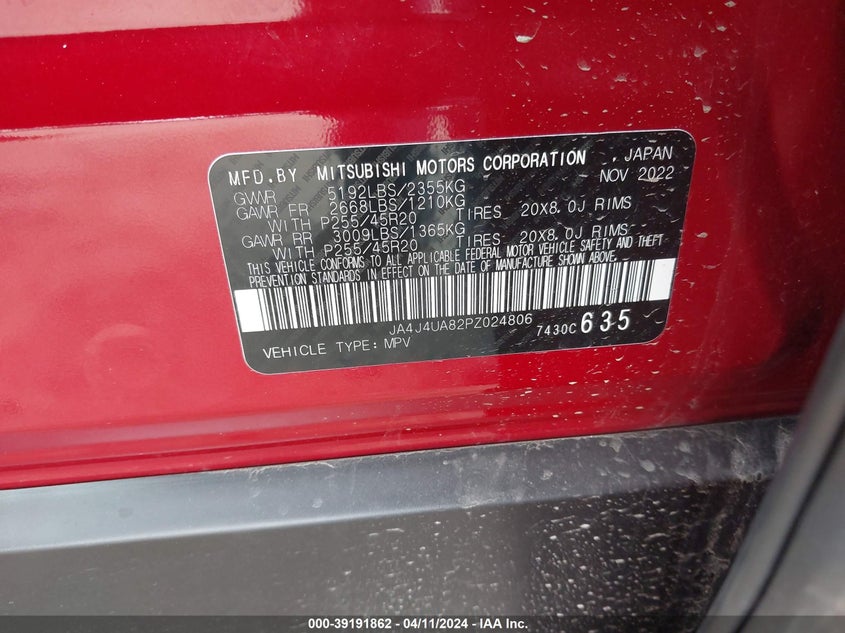 MFD.BY MITSUBISHI MOTORS CORPORATION , JAPAN
GVWR 5192LBS/2355KG NOV 2022
GAWR FR 2668LBS/1210KG
WITH P255/45R20 TIRES 20X8.0J RIMS
GAWR RR 3009LBS/1365KG
WITH P255/45R20 TIRES 20X8.0J RIMS
THIS VEHICLE CONFORMS TO ALL APPLICABLE FEDERAL MOTOR VEHICLE SAFETY AND THEFT
PREVENTION STANDARDS IN EFFECT ON THE DATE OF MANUFACTURE SHOWN ABOVE.
JA4J4UA82PZ024806 7430C 635
VEHICLE TYPE: MPV
000-39191862 - 04/11/2024 - IAAI.com